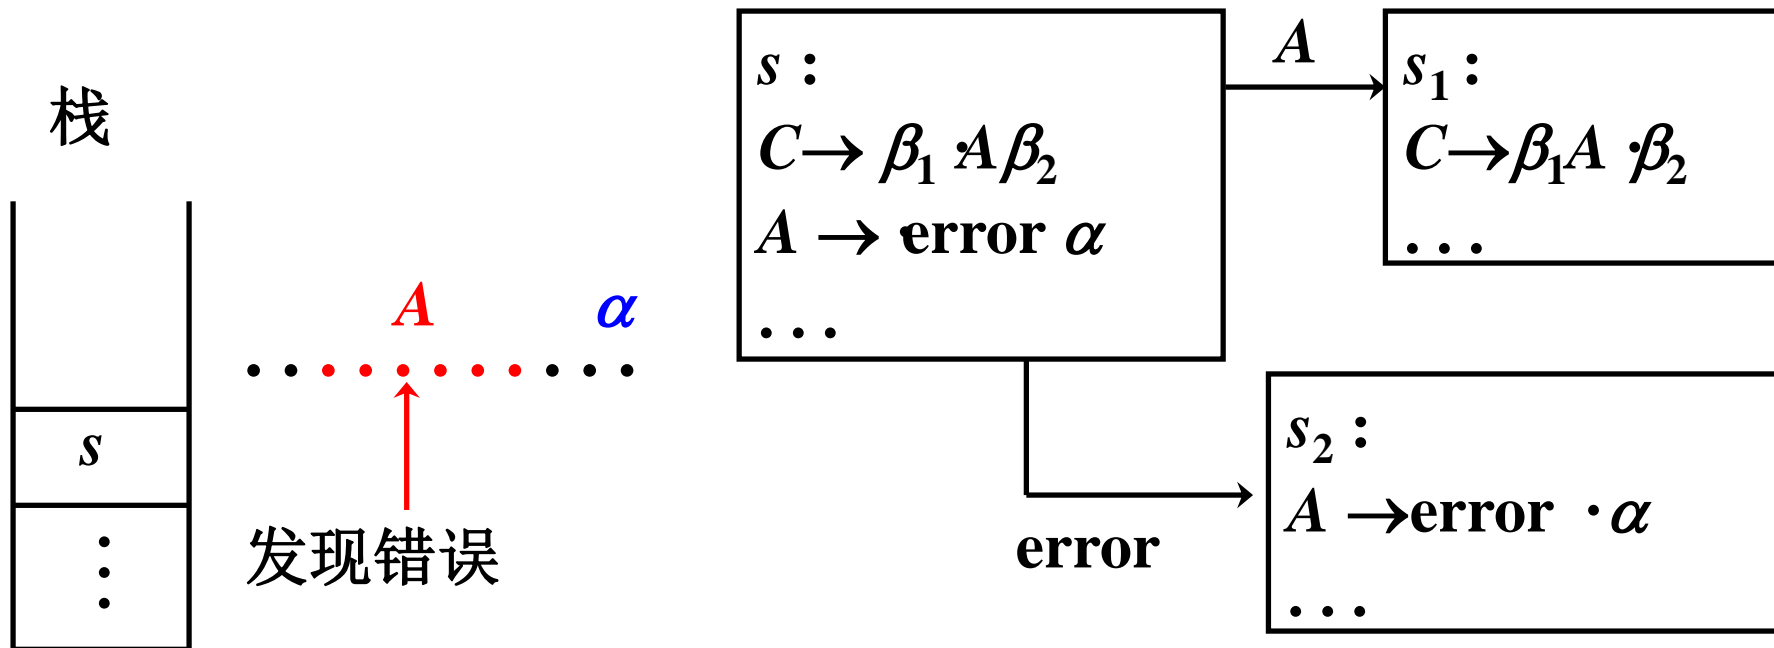 栈
s
⋮
A α
发现错误
s :
C → β₁ ·Aβ₂
A → ·error α
...
A
s₁ :
C → β₁A ·β₂
...
error
s₂ :
A → error ·α
...